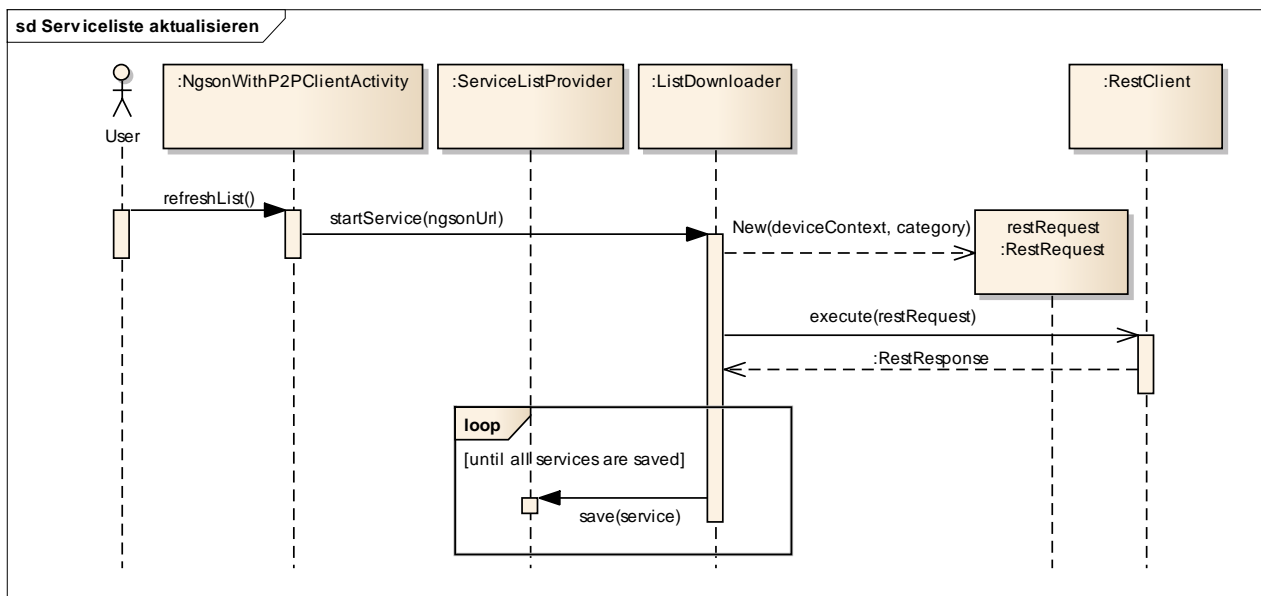 sd Serviceliste aktualisieren
User
:NgsonWithP2PClientActivity
:ServiceListProvider
:ListDownloader
:RestClient
refreshList()
startService(ngsonUrl)
New(deviceContext, category)
restRequest
:RestRequest
execute(restRequest)
:RestResponse
loop
[until all services are saved]
save(service)